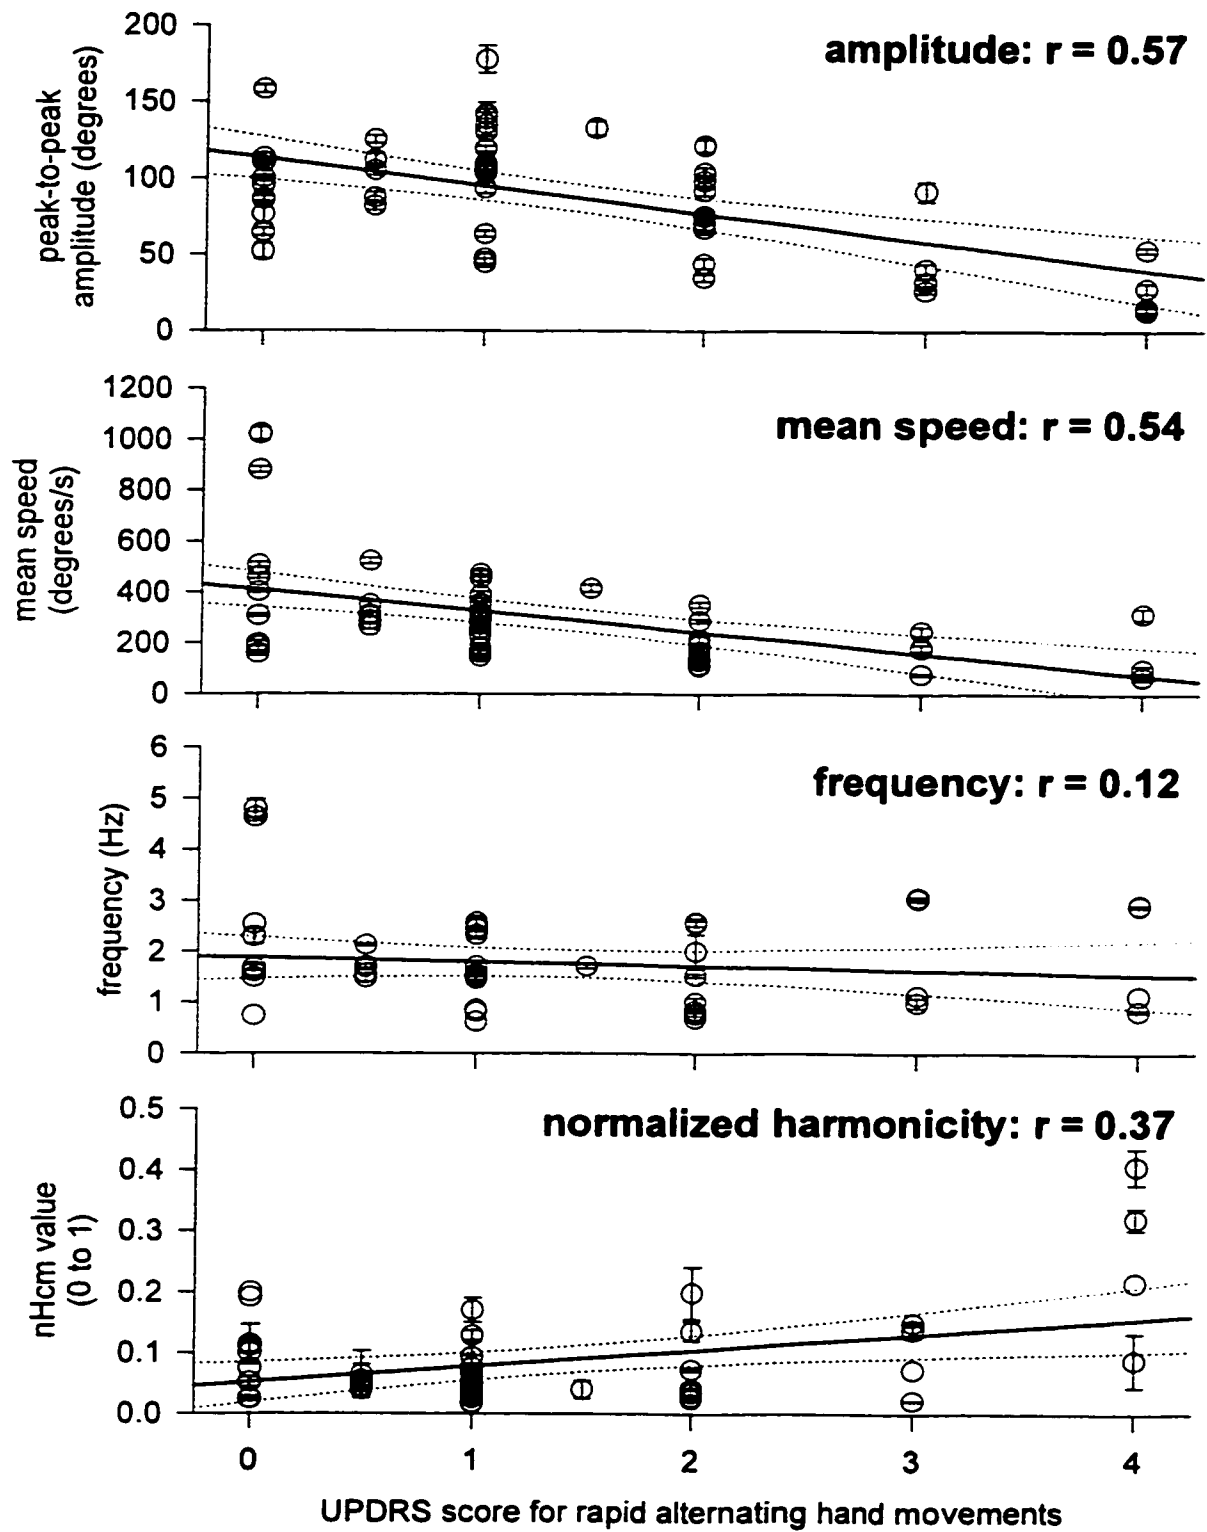 amplitude: r = 0.57
peak-to-peak
amplitude (degrees)
200
150
100
50
0
mean speed: r = 0.54
mean speed
(degrees/s)
1200
1000
800
600
400
200
0
frequency: r = 0.12
frequency (Hz)
6
5
4
3
2
1
0
normalized harmonicity: r = 0.37
nHcm value
(0 to 1)
0.5
0.4
0.3
0.2
0.1
0.0
0 1 2 3 4
UPDRS score for rapid alternating hand movements